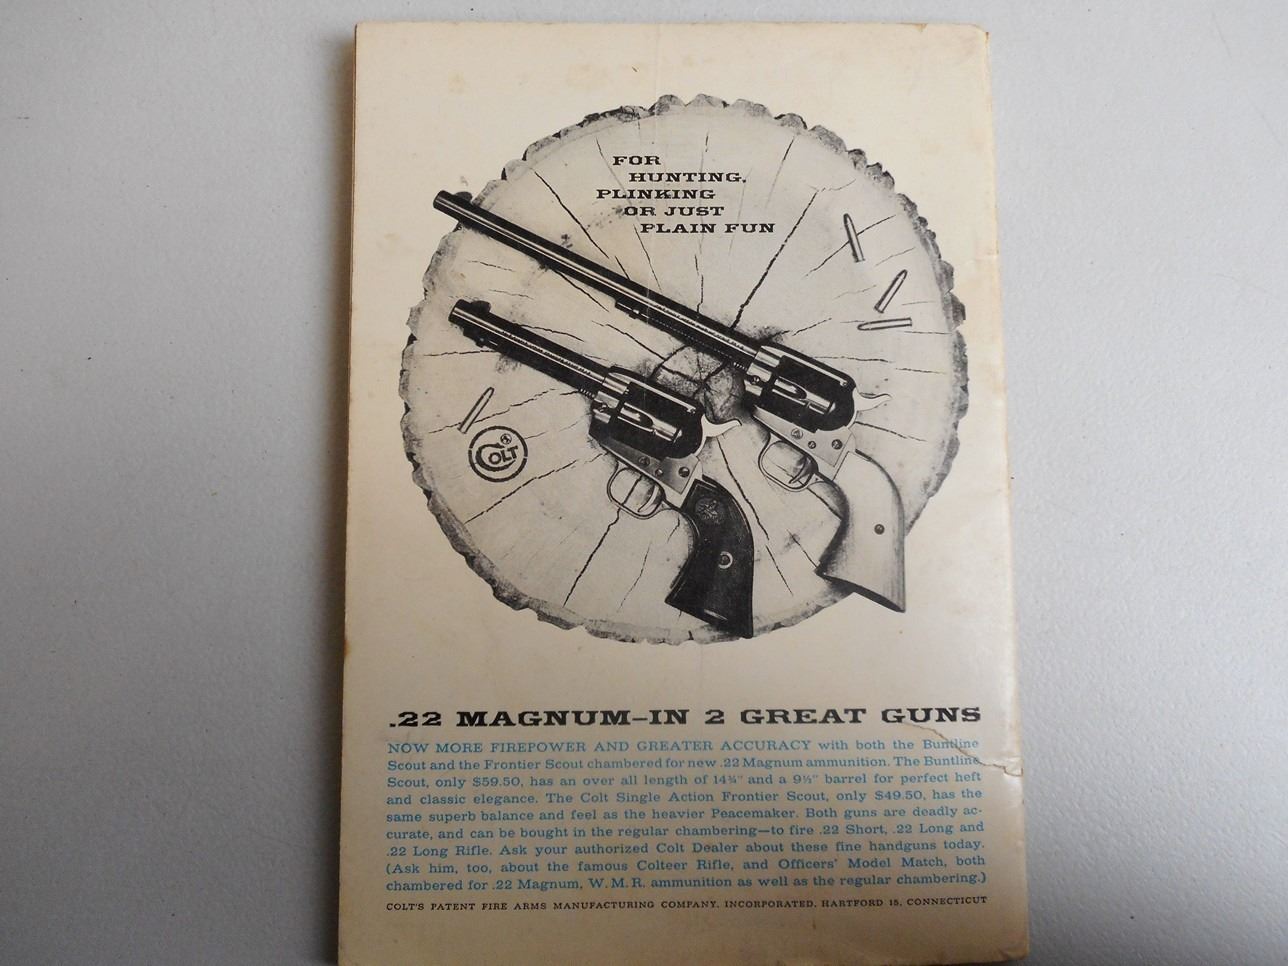 FOR
HUNTING,
PLINKING
OR JUST
PLAIN FUN
COLT
.22 MAGNUM–IN 2 GREAT GUNS
NOW MORE FIREPOWER AND GREATER ACCURACY with both the Buntline
Scout and the Frontier Scout chambered for new .22 Magnum ammunition. The Buntline
Scout, only $59.50, has an over all length of 14¾" and a 9½" barrel for perfect heft
and classic elegance. The Colt Single Action Frontier Scout, only $49.50, has the
same superb balance and feel as the heavier Peacemaker. Both guns are deadly ac-
curate, and can be bought in the regular chambering—to fire .22 Short, .22 Long and
.22 Long Rifle. Ask your authorized Colt Dealer about these fine handguns today.
(Ask him, too, about the famous Colteer Rifle, and Officers' Model Match, both
chambered for .22 Magnum, W.M.R. ammunition as well as the regular chambering.)
COLT'S PATENT FIRE ARMS MANUFACTURING COMPANY, INCORPORATED, HARTFORD 15, CONNECTICUT